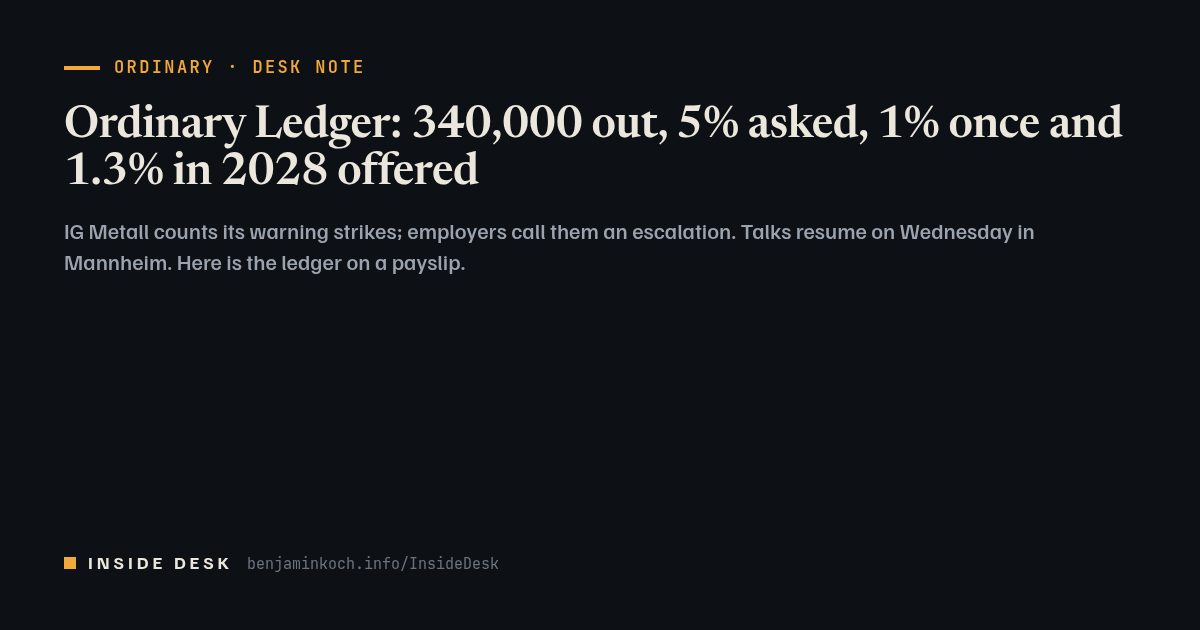 ORDINARY · DESK NOTE
Ordinary Ledger: 340,000 out, 5% asked, 1% once and
1.3% in 2028 offered
IG Metall counts its warning strikes; employers call them an escalation. Talks resume on Wednesday in
Mannheim. Here is the ledger on a payslip.
INSIDE DESK benjaminkoch.info/InsideDesk